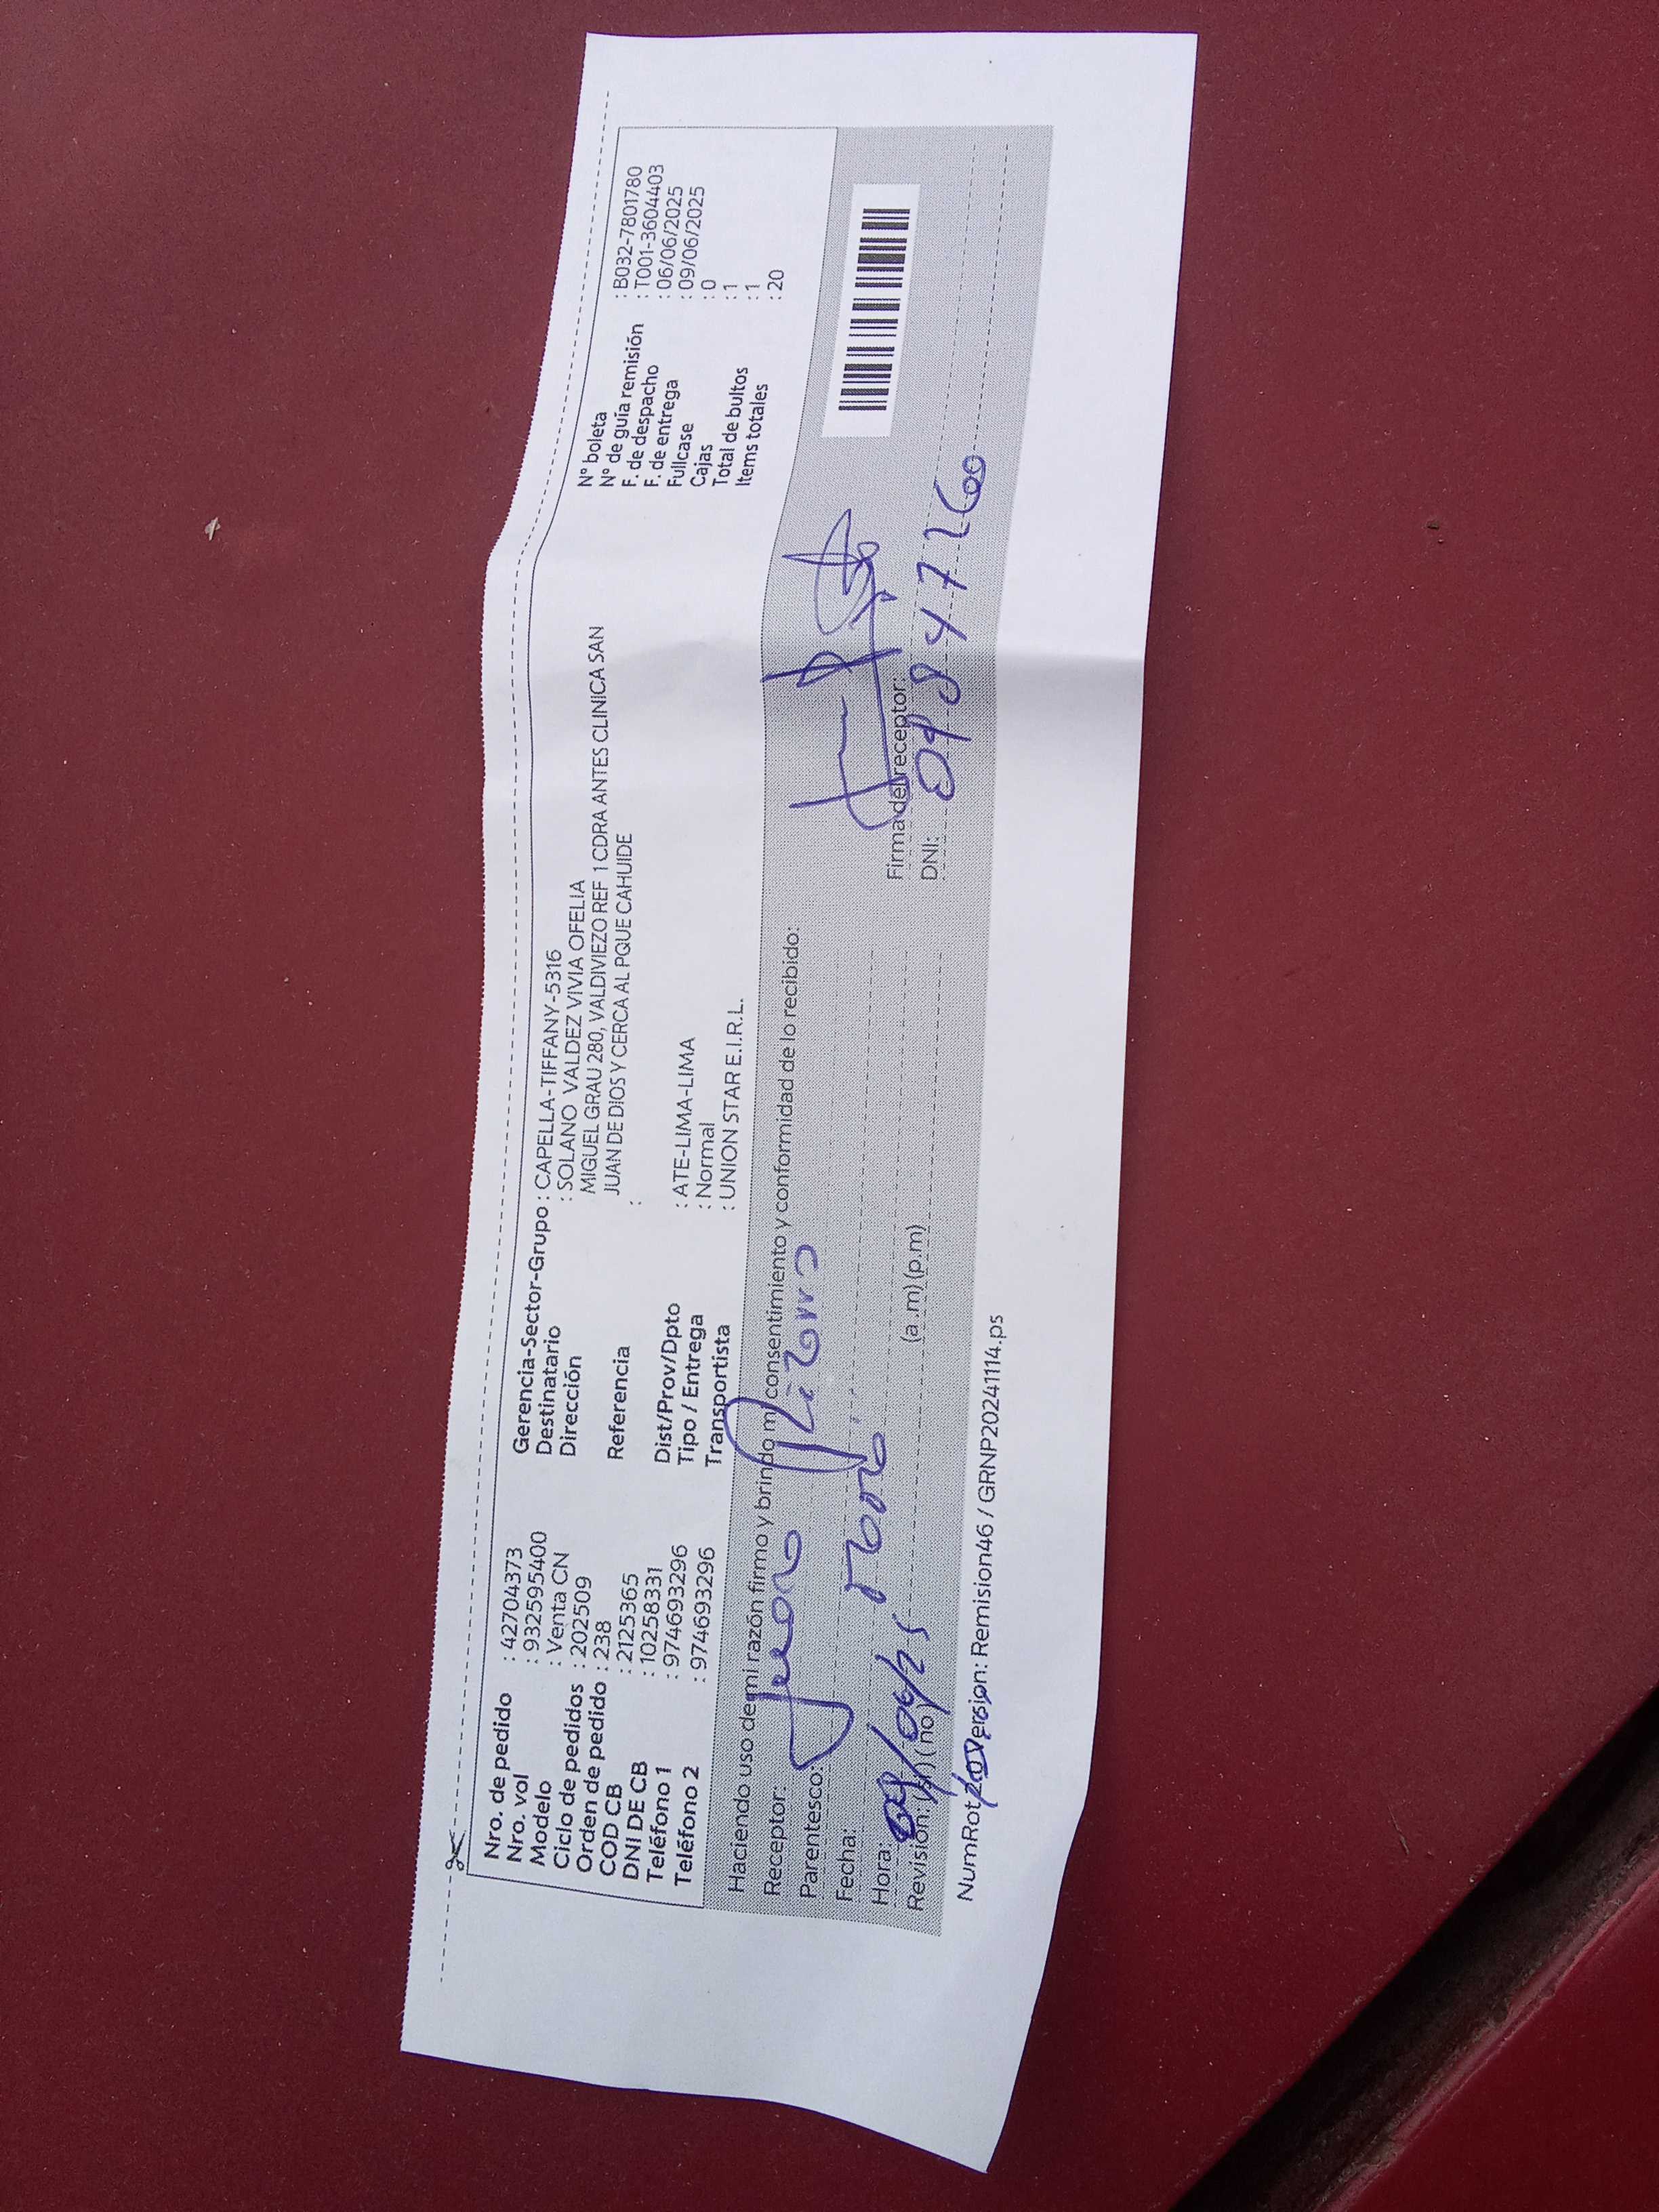 Nro. de pedido : 42704373
Nro. vol : 932595400
Modelo : Venta CN
Ciclo de pedidos : 202509
Orden de pedido : 238
COD CB : 2125365
DNI DE CB : 10258331
Teléfono 1 : 974693296
Teléfono 2 : 974693296
Gerencia-Sector-Grupo : CAPELLA-TIFFANY-5316
Destinatario : SOLANO VALDEZ VIVIA OFELIA
Dirección MIGUEL GRAU 280, VALDIVIEZO REF 1 CDRA ANTES CLINICA SAN
JUAN DE DIOS Y CERCA AL PQUE CAHUIDE
Referencia :
Dist/Prov/Dpto : ATE-LIMA-LIMA
Tipo / Entrega : Normal
Transportista : UNION STAR E.I.R.L.
N° boleta : B032-7801780
N° de guía remisión : T001-3604403
F. de despacho : 06/06/2025
F. de entrega : 09/06/2025
Fullcase : 0
Cajas : 1
Total de bultos : 1
Items totales : 20
Haciendo uso de mi razón firmo y brindo mi consentimiento y conformidad de lo recibido:
Receptor: Pizarro
Parentesco:
Fecha: 09/06/25
Hora: (a .m) (p.m)
Revisión: (no)
Firma del receptor:
DNI: 09847260
NumRot Version: Remision46 / GRNP20241114.ps